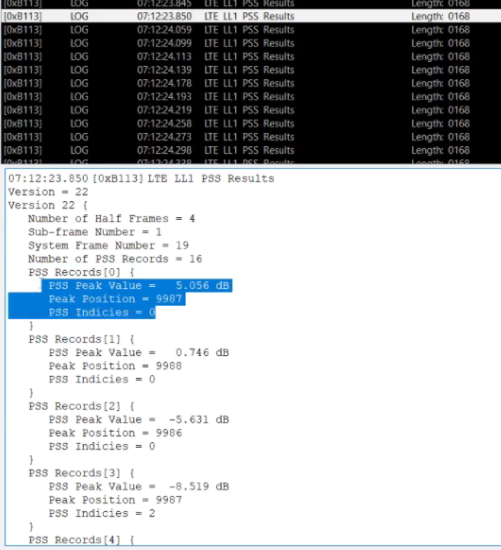 [0xB113] LOG 07:12:23.845 LTE LL1 PSS Results Length: 0168
[0xB113] LOG 07:12:23.850 LTE LL1 PSS Results Length: 0168
[0xB113] LOG 07:12:24.059 LTE LL1 PSS Results Length: 0168
[0xB113] LOG 07:12:24.099 LTE LL1 PSS Results Length: 0168
[0xB113] LOG 07:12:24.113 LTE LL1 PSS Results Length: 0168
[0xB113] LOG 07:12:24.139 LTE LL1 PSS Results Length: 0168
[0xB113] LOG 07:12:24.178 LTE LL1 PSS Results Length: 0168
[0xB113] LOG 07:12:24.193 LTE LL1 PSS Results Length: 0168
[0xB113] LOG 07:12:24.219 LTE LL1 PSS Results Length: 0168
[0xB113] LOG 07:12:24.258 LTE LL1 PSS Results Length: 0168
[0xB113] LOG 07:12:24.273 LTE LL1 PSS Results Length: 0168
[0xB113] LOG 07:12:24.298 LTE LL1 PSS Results Length: 0168
[0xB113] LOG 07:12:24.338 LTE LL1 PSS Results Length: 0168
07:12:23.850 [0xB113] LTE LL1 PSS Results
Version = 22
Version 22 {
Number of Half Frames = 4
Sub-frame Number = 1
System Frame Number = 19
Number of PSS Records = 16
PSS Records[0] {
PSS Peak Value = 5.056 dB
Peak Position = 9987
PSS Indicies = 0
}
PSS Records[1] {
PSS Peak Value = 0.746 dB
Peak Position = 9988
PSS Indicies = 0
}
PSS Records[2] {
PSS Peak Value = -5.631 dB
Peak Position = 9986
PSS Indicies = 0
}
PSS Records[3] {
PSS Peak Value = -8.519 dB
Peak Position = 9987
PSS Indicies = 2
}
PSS Records[4] {